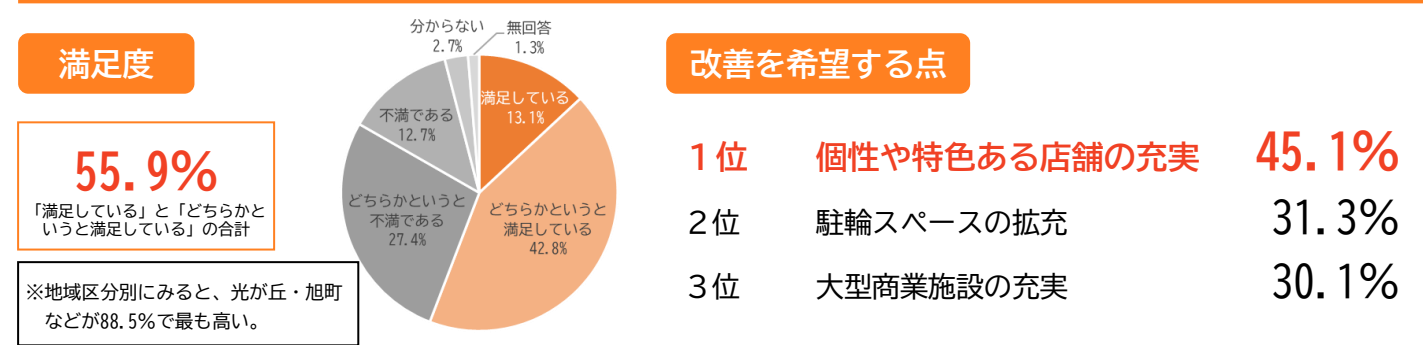 満足度
55.9%
「満足している」と「どちらかと
いうと満足している」の合計
※地域区分別にみると、光が丘・旭町
などが88.5%で最も高い。
分からない
2.7%
無回答
1.3%
満足している
13.1%
不満である
12.7%
どちらかというと
不満である
27.4%
どちらかというと
満足している
42.8%
改善を希望する点
1位 個性や特色ある店舗の充実 45.1%
2位 駐輪スペースの拡充 31.3%
3位 大型商業施設の充実 30.1%